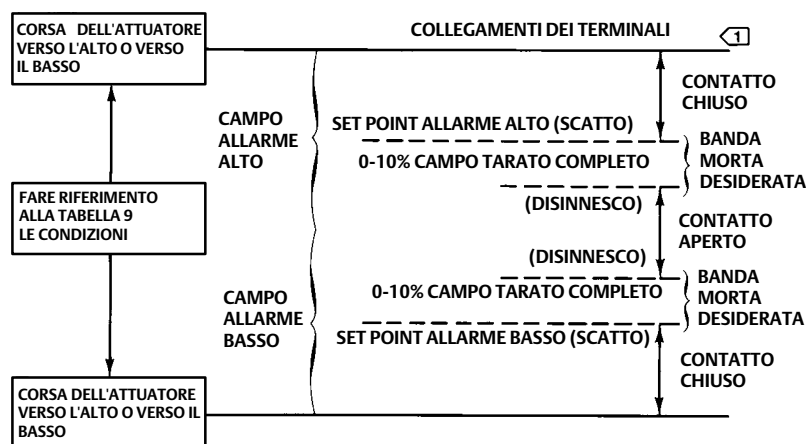 CORSA DELL'ATTUATORE
VERSO L'ALTO O VERSO
IL BASSO
COLLEGAMENTI DEI TERMINALI
1
CONTATTO
CHIUSO
CAMPO
ALLARME
ALTO
SET POINT ALLARME ALTO (SCATTO)
0-10% CAMPO TARATO COMPLETO
BANDA
MORTA
DESIDERATA
(DISINNESCO)
FARE RIFERIMENTO
ALLA TABELLA 9
LE CONDIZIONI
CONTATTO
APERTO
(DISINNESCO)
CAMPO
ALLARME
BASSO
0-10% CAMPO TARATO COMPLETO
BANDA
MORTA
DESIDERATA
SET POINT ALLARME BASSO (SCATTO)
CONTATTO
CHIUSO
CORSA DELL'ATTUATORE
VERSO L'ALTO O VERSO IL
BASSO